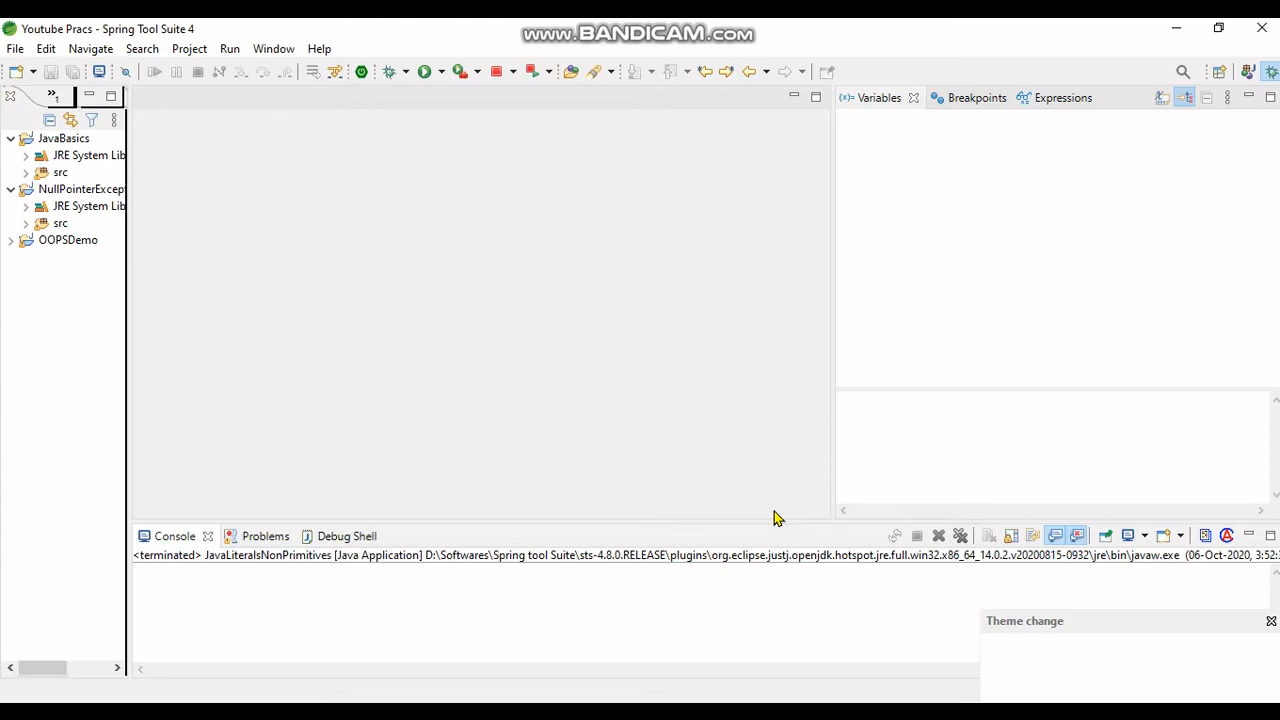 Youtube Pracs - Spring Tool Suite 4
www.BANDICAM.com
File Edit Navigate Search Project Run Window Help
»1
(x)= Variables Breakpoints Expressions
JavaBasics
JRE System Lib
src
NullPointerExcep
JRE System Lib
src
OOPSDemo
Console Problems Debug Shell
<terminated> JavaLiteralsNonPrimitives [Java Application] D:\Softwares\Spring tool Suite\sts-4.8.0.RELEASE\plugins\org.eclipse.justj.openjdk.hotspot.jre.full.win32.x86_64_14.0.2.v20200815-0932\jre\bin\javaw.exe (06-Oct-2020, 3:52:3
Theme change